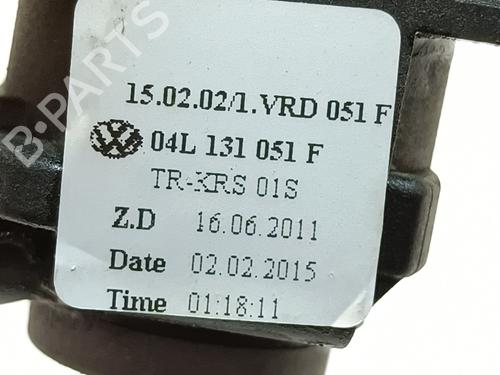 15.02.02/1.VRD 051 F
04L 131 051 F
TR-KRS 01S
Z.D 16.06.2011
Date 02.02.2015
Time 01:18:11
B-PARTS